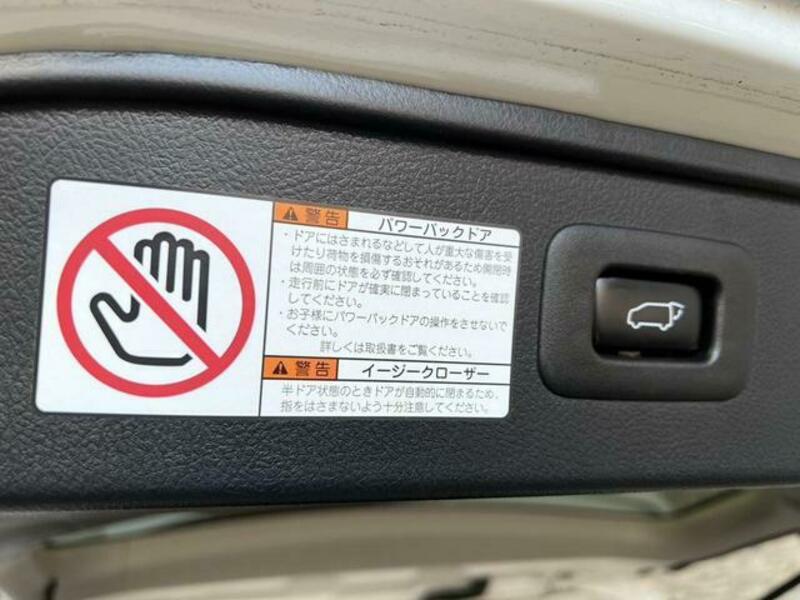 警告 パワーバックドア
・ドアにはさまれるなどして人が重大な傷害を受
けたり荷物を損傷するおそれがあるため開閉時
は周囲の状態を必ず確認してください。
・走行前にドアが確実に閉まっていることを確認
してください。
・お子様にパワーバックドアの操作をさせないで
ください。
詳しくは取扱書をご覧ください。
警告 イージークローザー
半ドア状態のときドアが自動的に閉まるため、
指をはさまないよう十分注意してください。